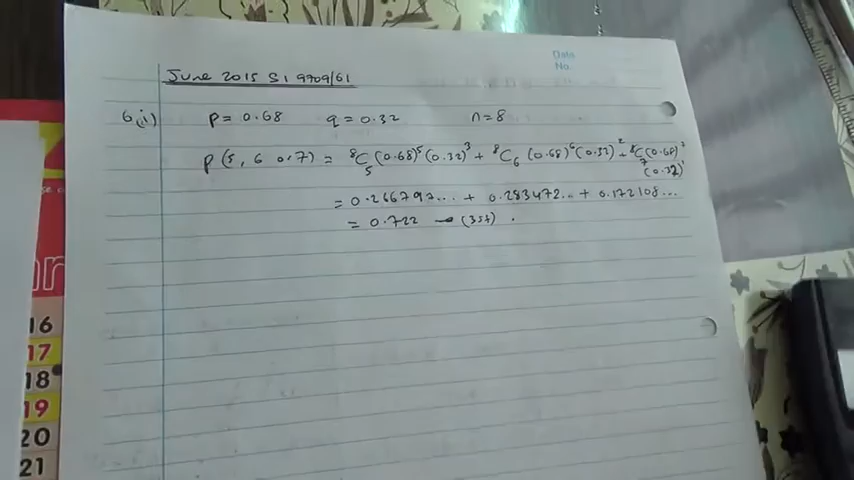 Date
No.
June 2015 S1 9709/61
6(i) P = 0.68 q = 0.32 n = 8
P(5, 6 or 7) = ⁸C₅ (0.68)⁵ (0.32)³ + ⁸C₆ (0.68)⁶ (0.32)² + ⁸C₇ (0.68)⁷ (0.32)¹
= 0.266797... + 0.283472... + 0.172108...
= 0.722 → (3sf).
16
17
18
19
20
21